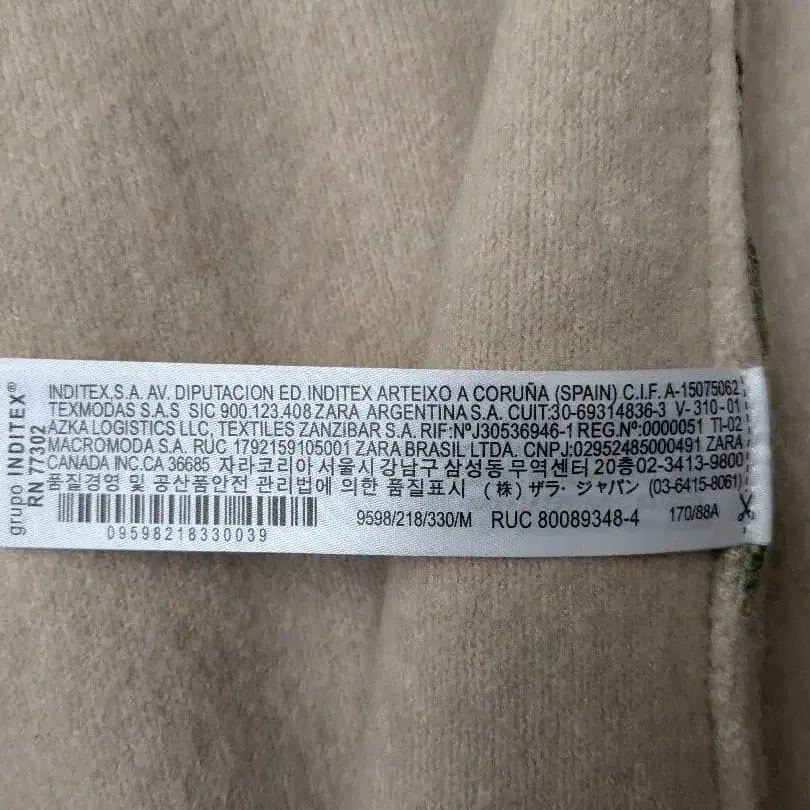 grupo INDITEX®
RN 77302
INDITEX,S.A. AV. DIPUTACION ED.INDITEX ARTEIXO A CORUÑA (SPAIN) C.I.F. A-15075062
TEXMODAS S.A.S SIC 900.123.408 ZARA ARGENTINA S.A. CUIT:30-69314836-3 V-310-01
AZKA LOGISTICS LLC, TEXTILES ZANZIBAR S.A. RIF:NºJ30536946-1 REG.Nº:0000051 TI-02
MACROMODA S.A. RUC 1792159105001 ZARA BRASIL LTDA. CNPJ:02952485000491 ZARA
CANADA INC.CA 36685 자라코리아 서울시 강남구 삼성동 무역센터 20층 02-3413-9800
품질경영 및 공산품안전 관리법에 의한 품질표시 (株) ザラ・ジャパン (03-6415-8061)
09598218330039
9598/218/330/M RUC 80089348-4 170/88A